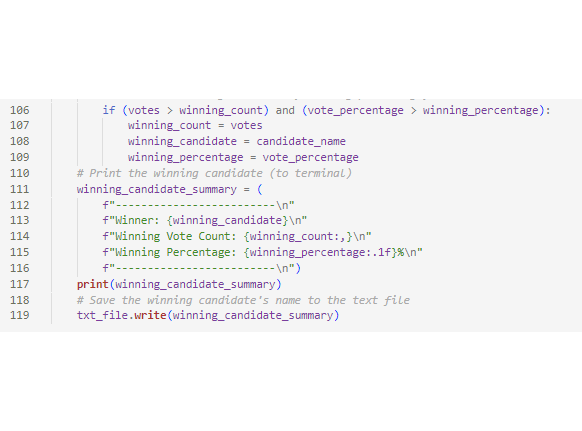 106 if (votes > winning_count) and (vote_percentage > winning_percentage):
107 winning_count = votes
108 winning_candidate = candidate_name
109 winning_percentage = vote_percentage
110 # Print the winning candidate (to terminal)
111 winning_candidate_summary = (
112 f"-------------------------\n"
113 f"Winner: {winning_candidate}\n"
114 f"Winning Vote Count: {winning_count:,}\n"
115 f"Winning Percentage: {winning_percentage:.1f}%\n"
116 f"-------------------------\n")
117 print(winning_candidate_summary)
118 # Save the winning candidate's name to the text file
119 txt_file.write(winning_candidate_summary)